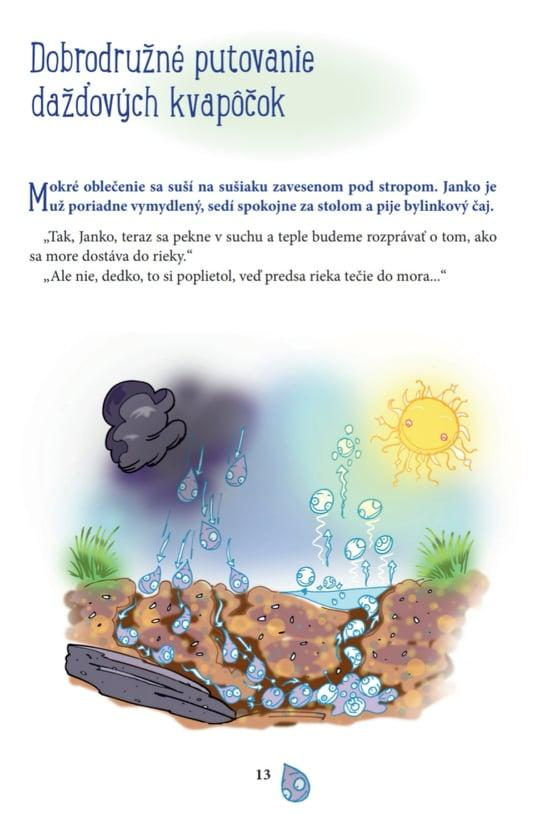 Dobrodružné putovanie
dažďových kvapôčok
Mokré oblečenie sa suší na sušiaku zavesenom pod stropom. Janko je
už poriadne vymydlený, sedí spokojne za stolom a pije bylinkový čaj.
„Tak, Janko, teraz sa pekne v suchu a teple budeme rozprávať o tom, ako
sa more dostáva do rieky.“
„Ale nie, dedko, to si poplietol, veď predsa rieka tečie do mora...“
13